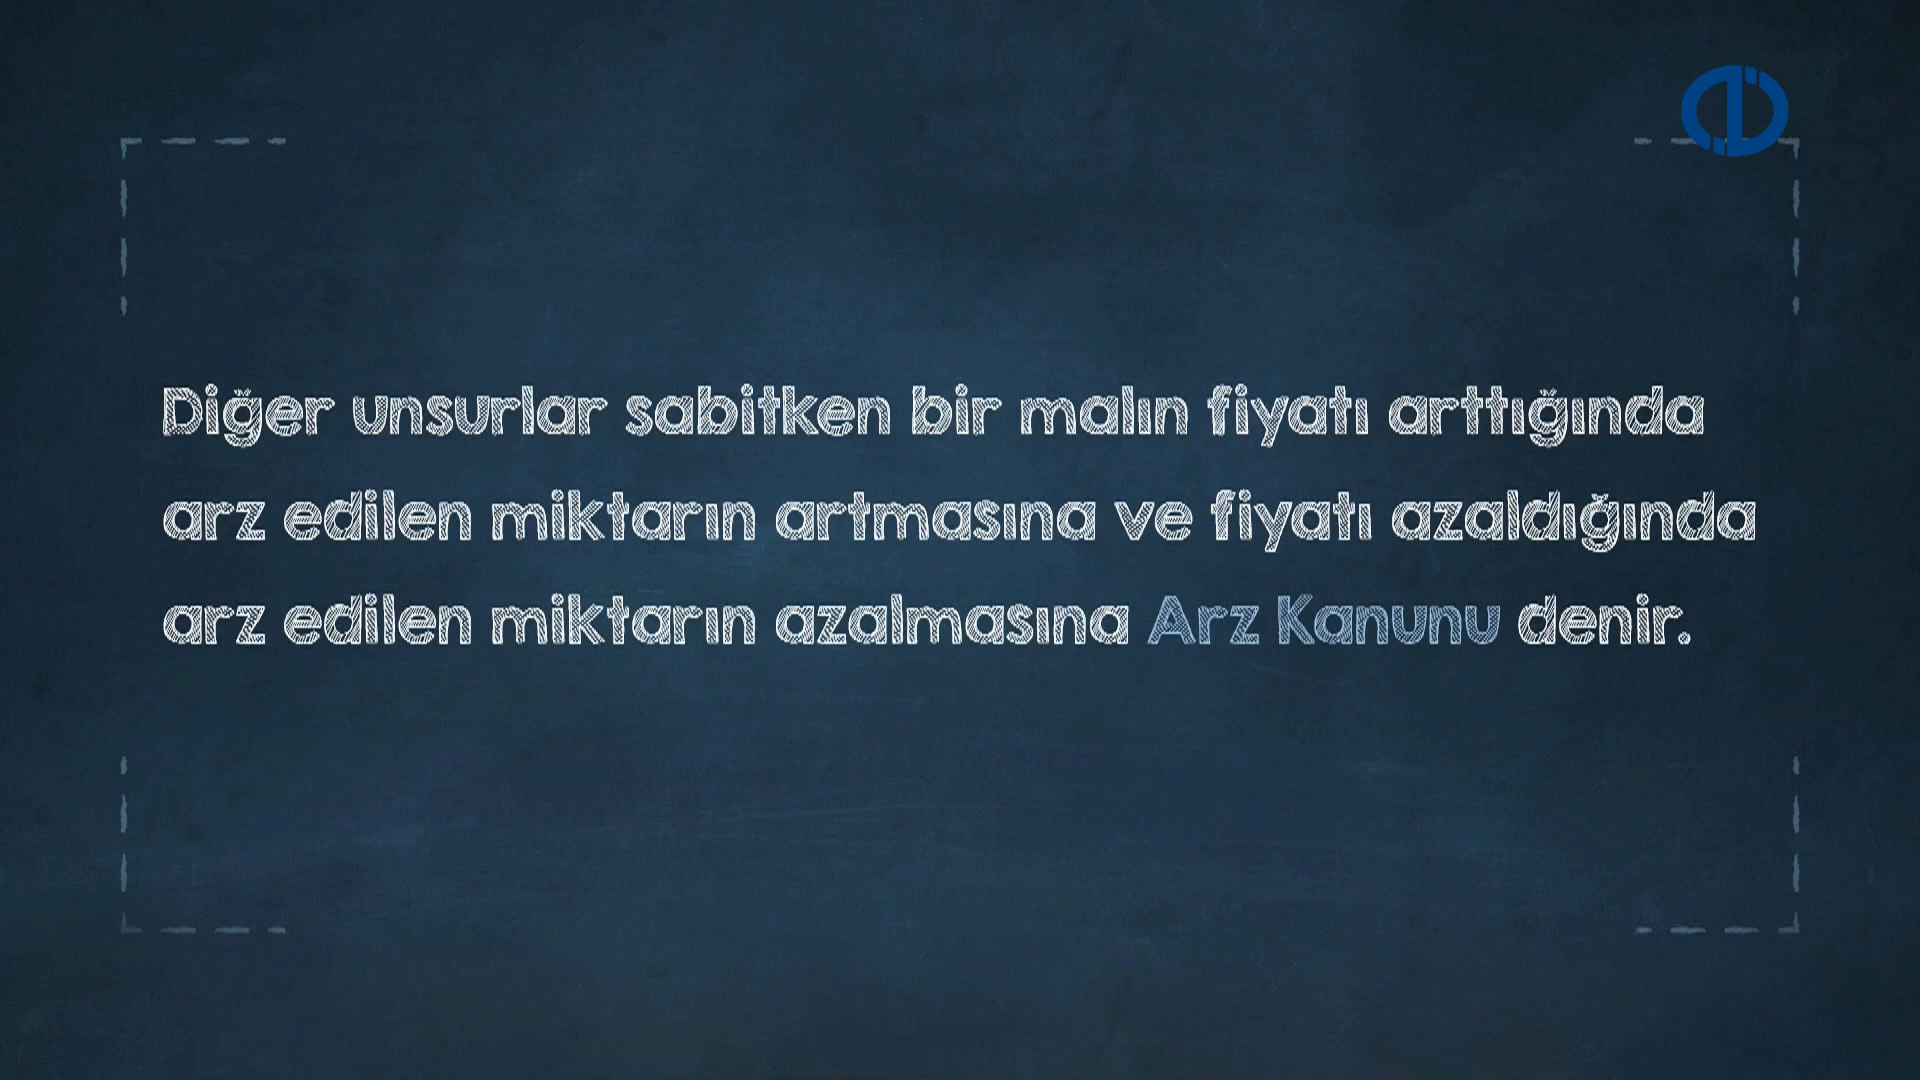 Diğer unsurlar sabitken bir malın fiyatı arttığında
arz edilen miktarın artmasına ve fiyatı azaldığında
arz edilen miktarın azalmasına Arz Kanunu denir.